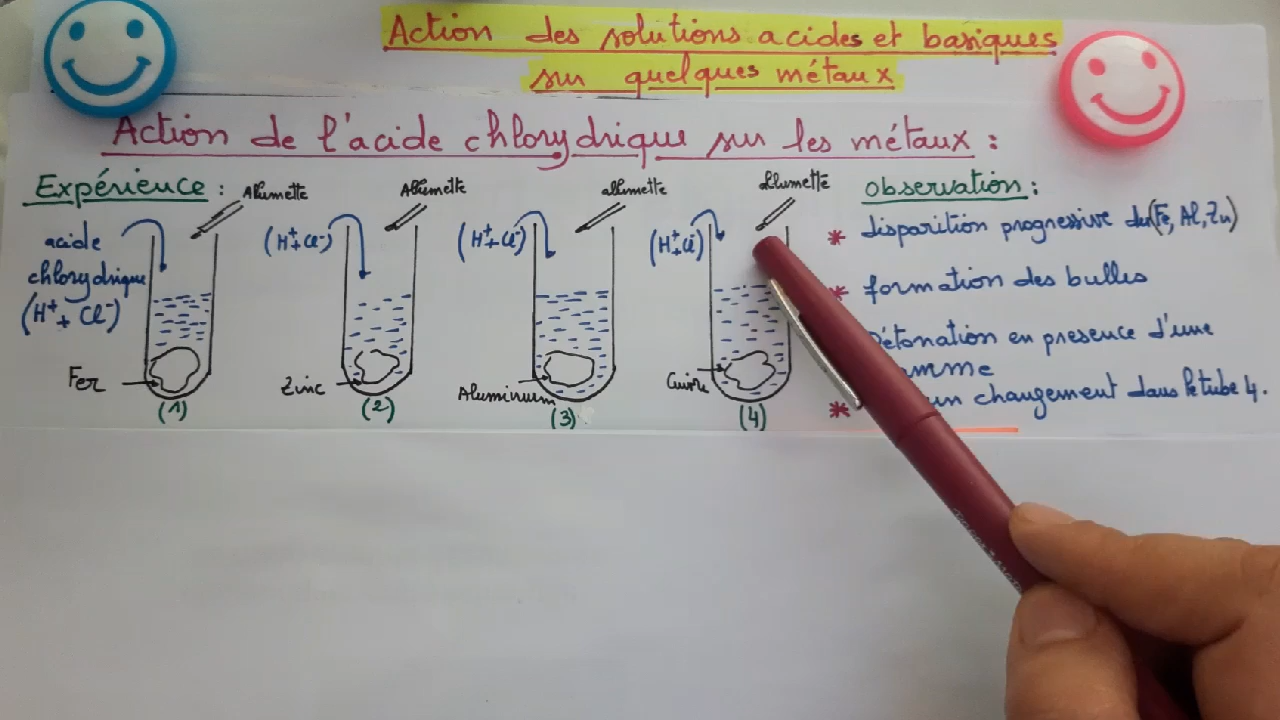 Action des solutions acides et basiques
sur quelques métaux
Action de l'acide chlorydrique sur les métaux :
Expérience :
Allumette
Allumette
allumette
Allumette
acide
chlorydrique
(H⁺ + Cl⁻)
(H⁺+Cl⁻)
(H⁺+Cl⁻)
(H⁺+Cl⁻)
Fer
Zinc
Aluminium
Cuivre
(1)
(2)
(3)
(4)
Observation :
* disparition progressive du (Fe, Al, Zn)
* formation des bulles
Détonation en presence d'une
* un changement dans le tube 4.